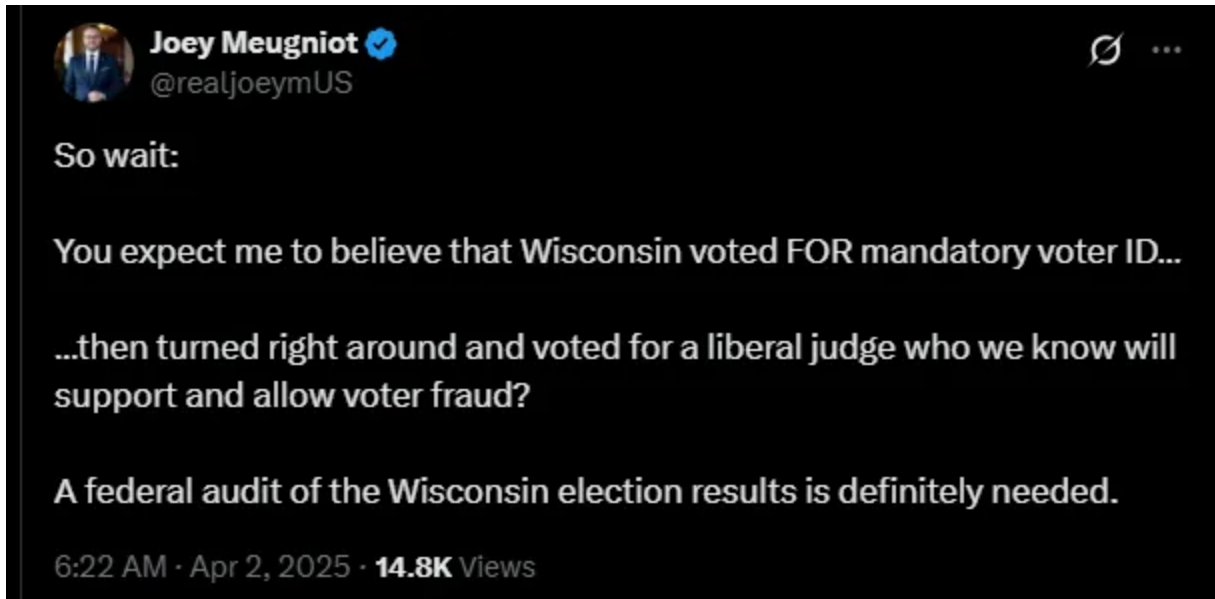 Joey Meugniot
@realjoeymUS
So wait:
You expect me to believe that Wisconsin voted FOR mandatory voter ID...
...then turned right around and voted for a liberal judge who we know will
support and allow voter fraud?
A federal audit of the Wisconsin election results is definitely needed.
6:22 AM · Apr 2, 2025 · 14.8K Views